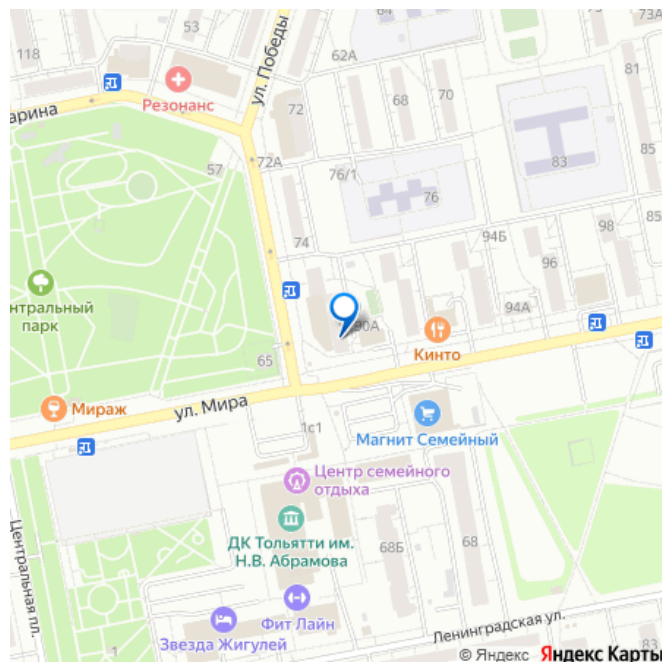 64
75
73А
53
118
62А
81
ул. Победы
70
68
Резонанс
72
арина
85
72А
83
57
76/1
76
98
94Б
74
96
нтральный
парк
94А
90А
Кинто
65
Мираж
ул. Мира
1с1
Магнит Семейный
Центр семейного
отдыха
ДК Тольятти им.
Н.В. Абрамова
68Б
68
Центральная пл.
Фит Лайн
Ленинградская ул.
Звезда Жигулей
1
83
© Яндекс Яндекс Карты